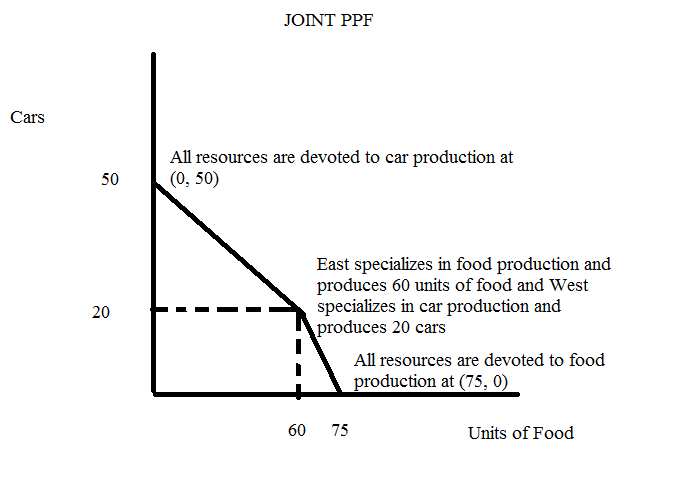 JOINT PPF
Cars
All resources are devoted to car production at
(0, 50)
50
East specializes in food production and
produces 60 units of food and West
specializes in car production and
produces 20 cars
20
All resources are devoted to food
production at (75, 0)
60 75
Units of Food